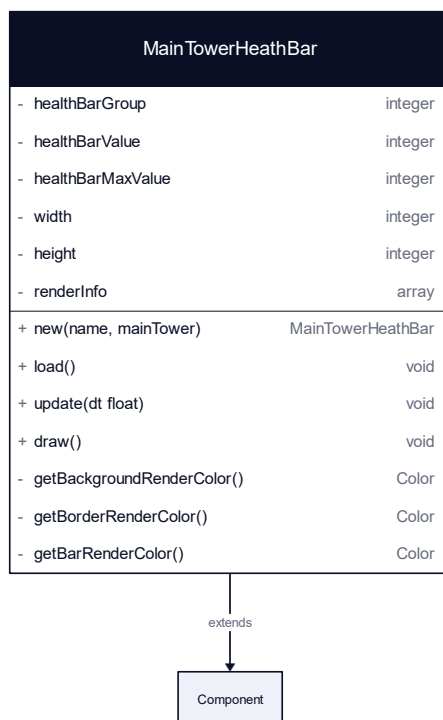 MainTowerHeathBar
- healthBarGroup integer
- healthBarValue integer
- healthBarMaxValue integer
- width integer
- height integer
- renderInfo array
+ new(name, mainTower) MainTowerHeathBar
+ load() void
+ update(dt float) void
+ draw() void
- getBackgroundRenderColor() Color
- getBorderRenderColor() Color
- getBarRenderColor() Color
extends
Component